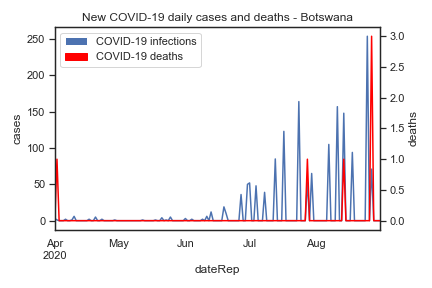 New COVID-19 daily cases and deaths - Botswana
COVID-19 infections
COVID-19 deaths
cases
250
200
150
100
50
0
deaths
3.0
2.5
2.0
1.5
1.0
0.5
0.0
Apr
2020
May
Jun
Jul
Aug
dateRep